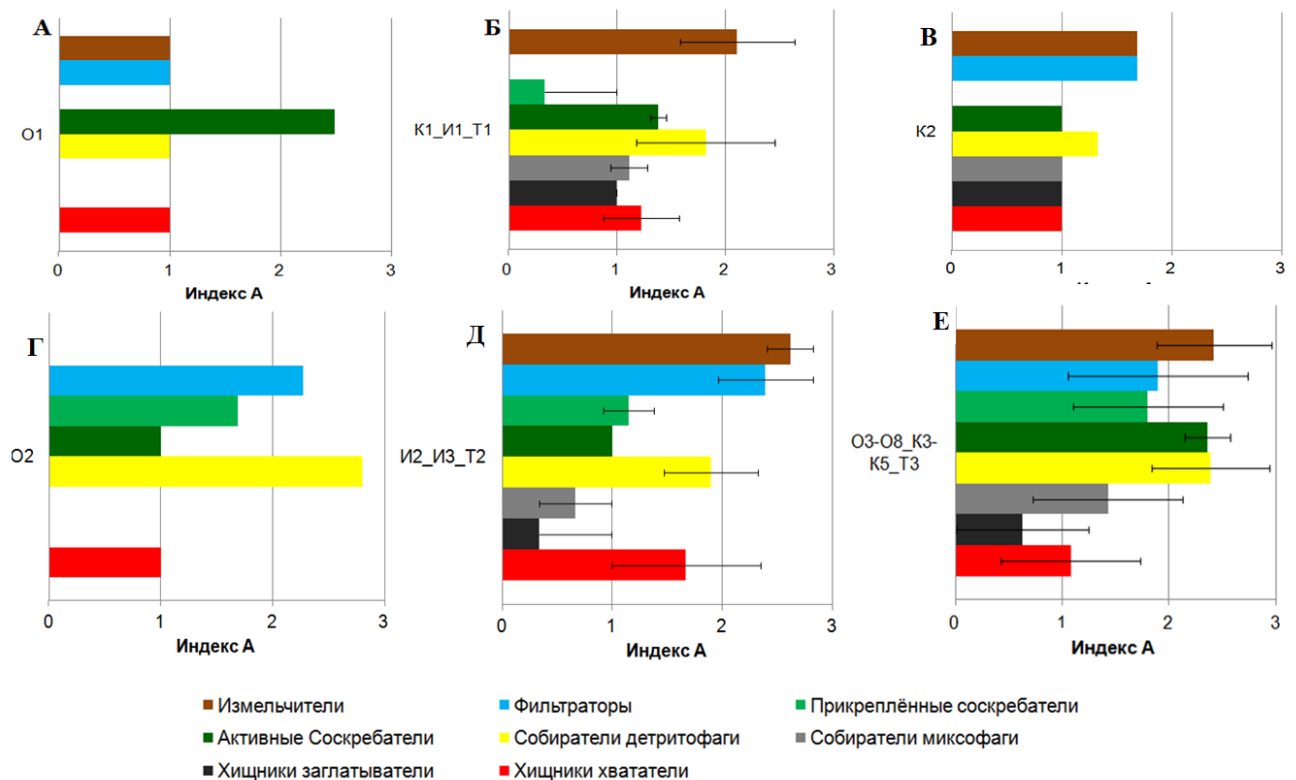 А
О1
0 1 2 3
Индекс А
Б
К1_И1_Т1
0 1 2 3
Индекс А
В
К2
0 1 2 3
Г
О2
0 1 2 3
Индекс А
Д
И2_И3_Т2
0 1 2 3
Индекс А
Е
О3-О8_К3-
К5_Т3
0 1 2 3
Индекс А
Измельчители Фильтраторы Прикреплённые соскребатели
Активные Соскребатели Собиратели детритофаги Собиратели миксофаги
Хищники заглатыватели Хищники хвататели